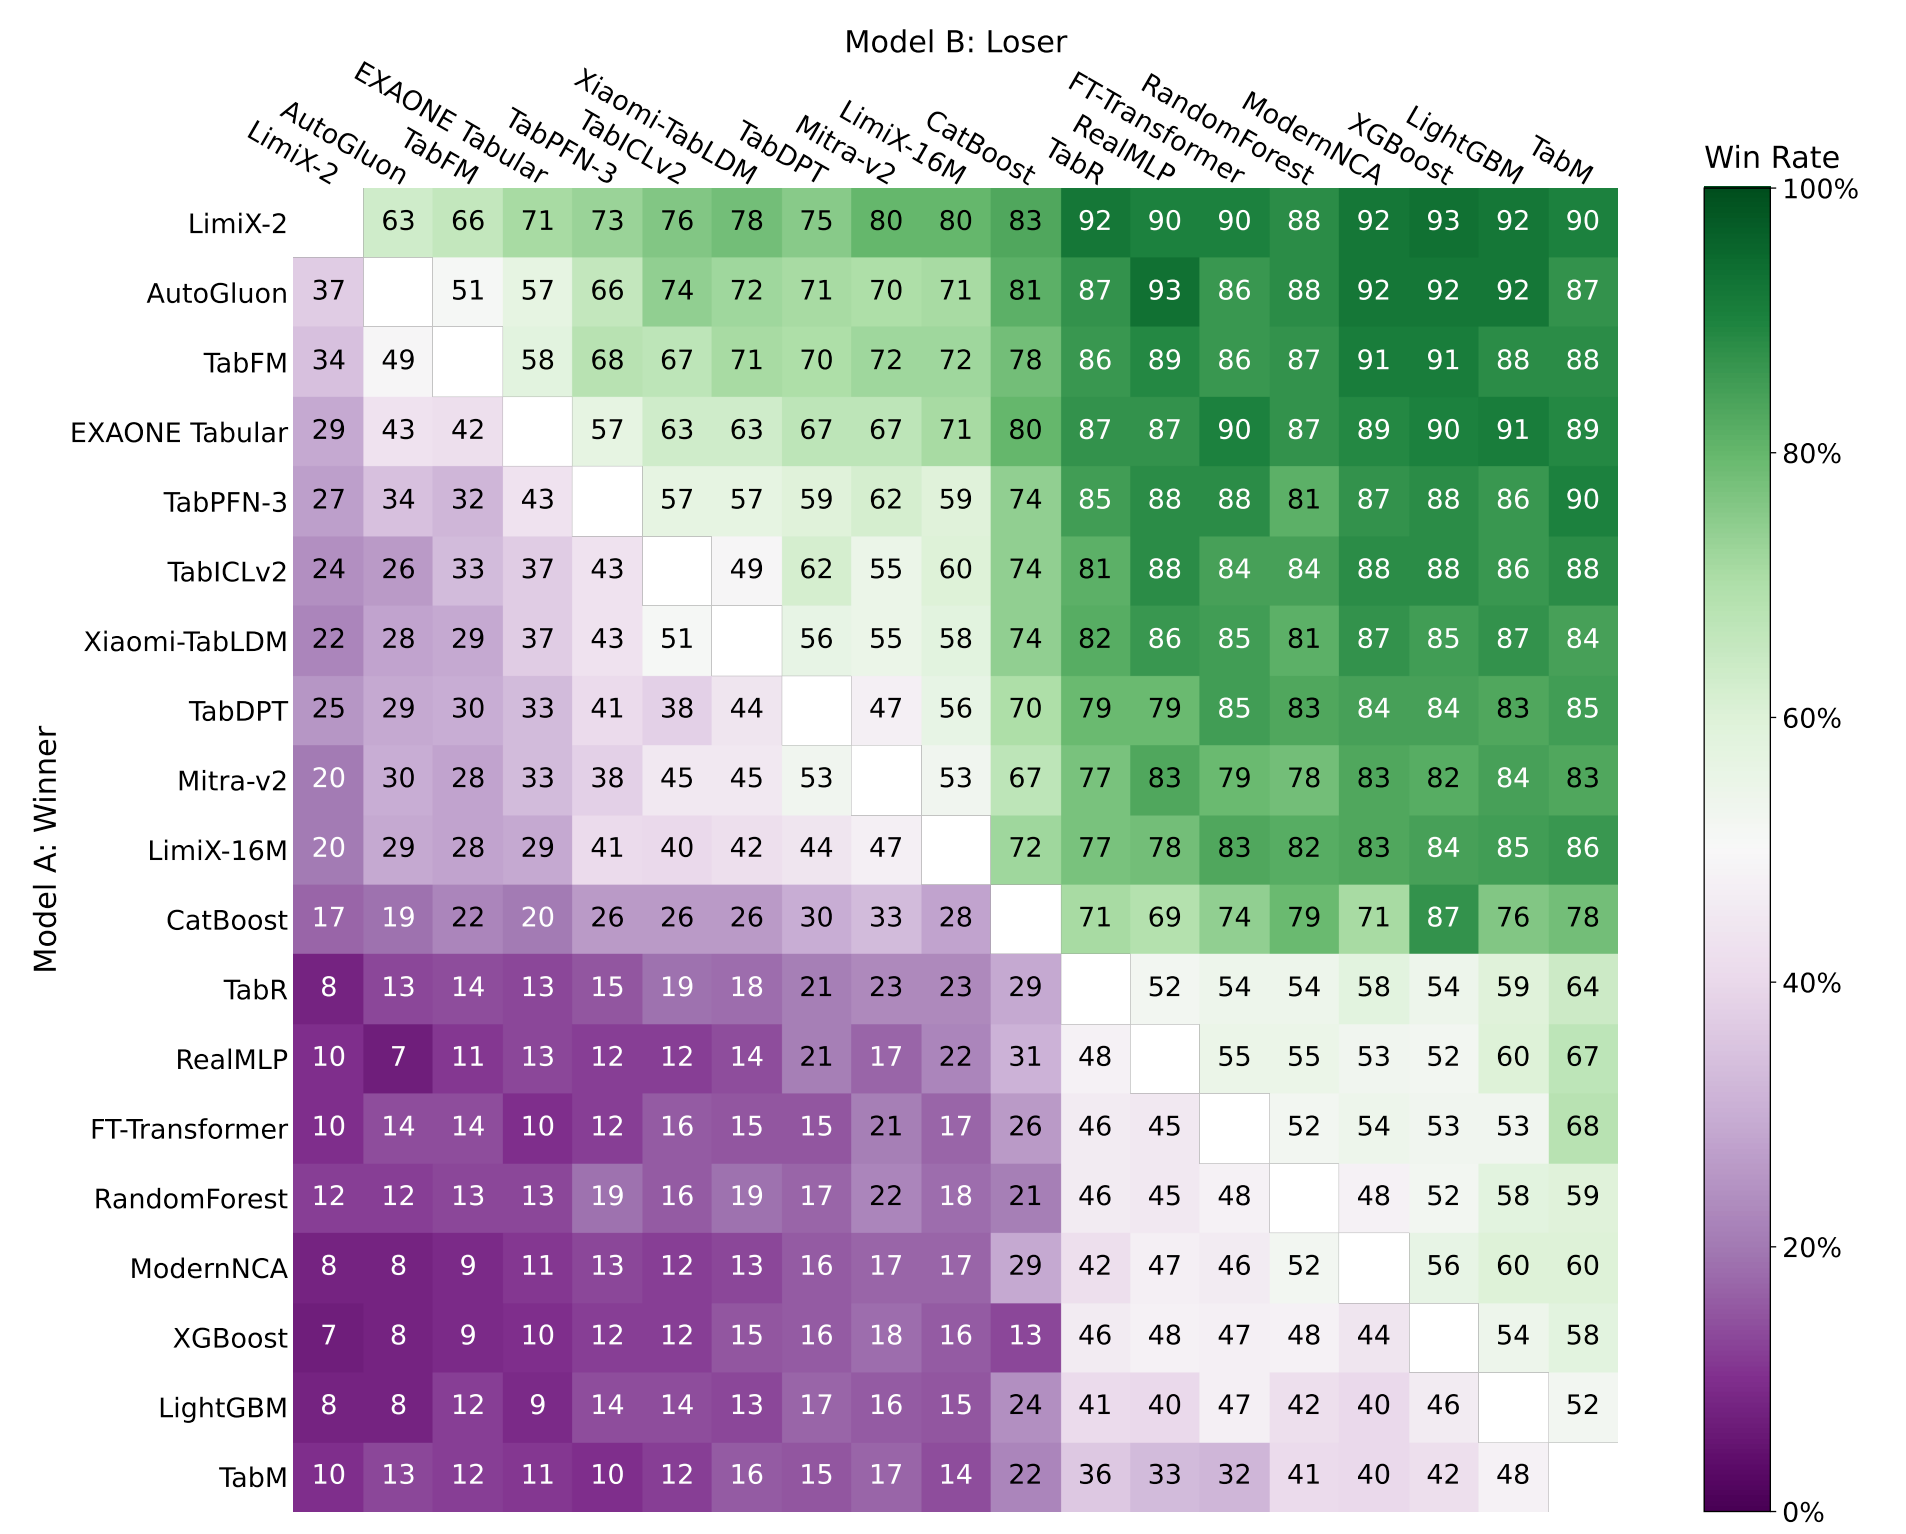 Model B: Loser
LimiX-2
AutoGluon
TabFM
EXAONE Tabular
TabPFN-3
TabICLv2
Xiaomi-TabLDM
TabDPT
Mitra-v2
LimiX-16M
CatBoost
TabR
RealMLP
FT-Transformer
RandomForest
ModernNCA
XGBoost
LightGBM
TabM
Model A: Winner
LimiX-2 63 66 71 73 76 78 75 80 80 83 92 90 90 88 92 93 92 90
AutoGluon 37 51 57 66 74 72 71 70 71 81 87 93 86 88 92 92 92 87
TabFM 34 49 58 68 67 71 70 72 72 78 86 89 86 87 91 91 88 88
EXAONE Tabular 29 43 42 57 63 63 67 67 71 80 87 87 90 87 89 90 91 89
TabPFN-3 27 34 32 43 57 57 59 62 59 74 85 88 88 81 87 88 86 90
TabICLv2 24 26 33 37 43 49 62 55 60 74 81 88 84 84 88 88 86 88
Xiaomi-TabLDM 22 28 29 37 43 51 56 55 58 74 82 86 85 81 87 85 87 84
TabDPT 25 29 30 33 41 38 44 47 56 70 79 79 85 83 84 84 83 85
Mitra-v2 20 30 28 33 38 45 45 53 53 67 77 83 79 78 83 82 84 83
LimiX-16M 20 29 28 29 41 40 42 44 47 72 77 78 83 82 83 84 85 86
CatBoost 17 19 22 20 26 26 26 30 33 28 71 69 74 79 71 87 76 78
TabR 8 13 14 13 15 19 18 21 23 23 29 52 54 54 58 54 59 64
RealMLP 10 7 11 13 12 12 14 21 17 22 31 48 55 55 53 52 60 67
FT-Transformer 10 14 14 10 12 16 15 15 21 17 26 46 45 52 54 53 53 68
RandomForest 12 12 13 13 19 16 19 17 22 18 21 46 45 48 48 52 58 59
ModernNCA 8 8 9 11 13 12 13 16 17 17 29 42 47 46 52 56 60 60
XGBoost 7 8 9 10 12 12 15 16 18 16 13 46 48 47 48 44 54 58
LightGBM 8 8 12 9 14 14 13 17 16 15 24 41 40 47 42 40 46 52
TabM 10 13 12 11 10 12 16 15 17 14 22 36 33 32 41 40 42 48
Win Rate
100%
80%
60%
40%
20%
0%